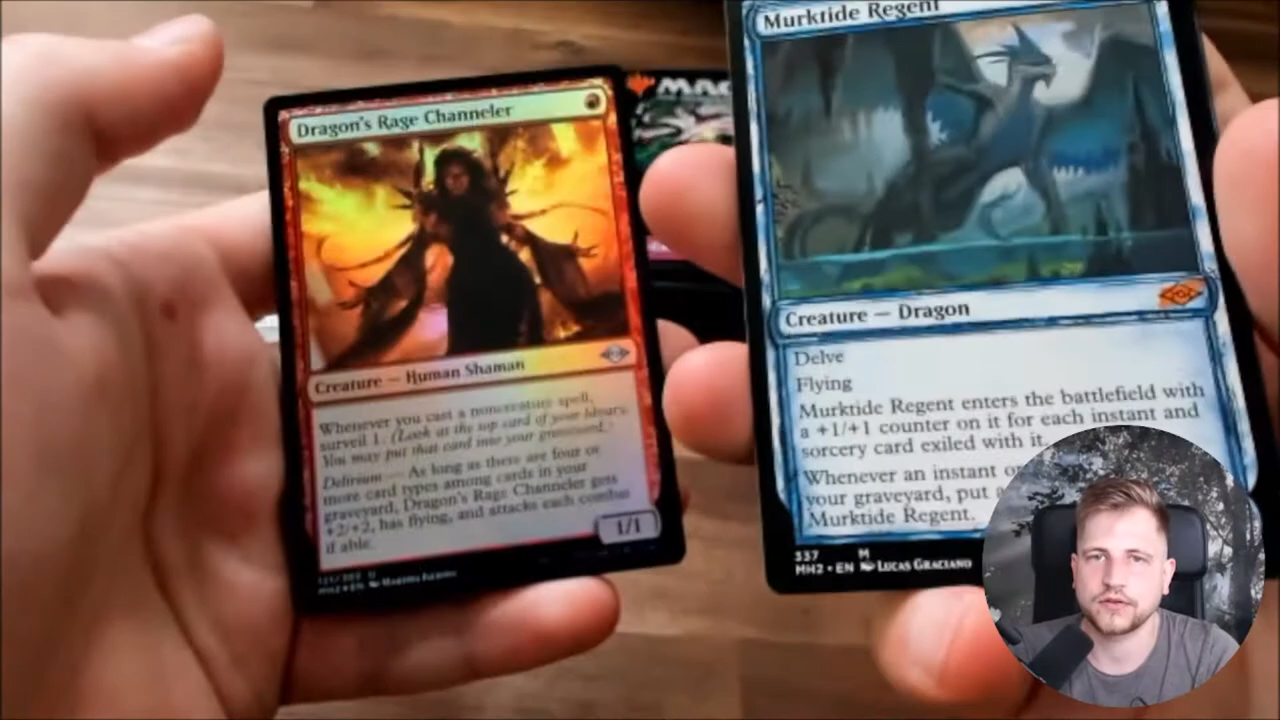 Dragon's Rage Channeler
Creature — Human Shaman
Whenever you cast a noncreature spell,
surveil 1. (Look at the top card of your library.
You may put that card into your graveyard.)
Delirium — As long as there are four or
more card types among cards in your
graveyard, Dragon's Rage Channeler gets
+2/+2, has flying, and attacks each combat
if able.
1/1
MH2 • EN
MAG
Murktide Regent
Creature — Dragon
Delve
Flying
Murktide Regent enters the battlefield with
a +1/+1 counter on it for each instant and
sorcery card exiled with it.
Whenever an instant or
your graveyard, put a
Murktide Regent.
337 M
MH2 • EN LUCAS GRACIANO